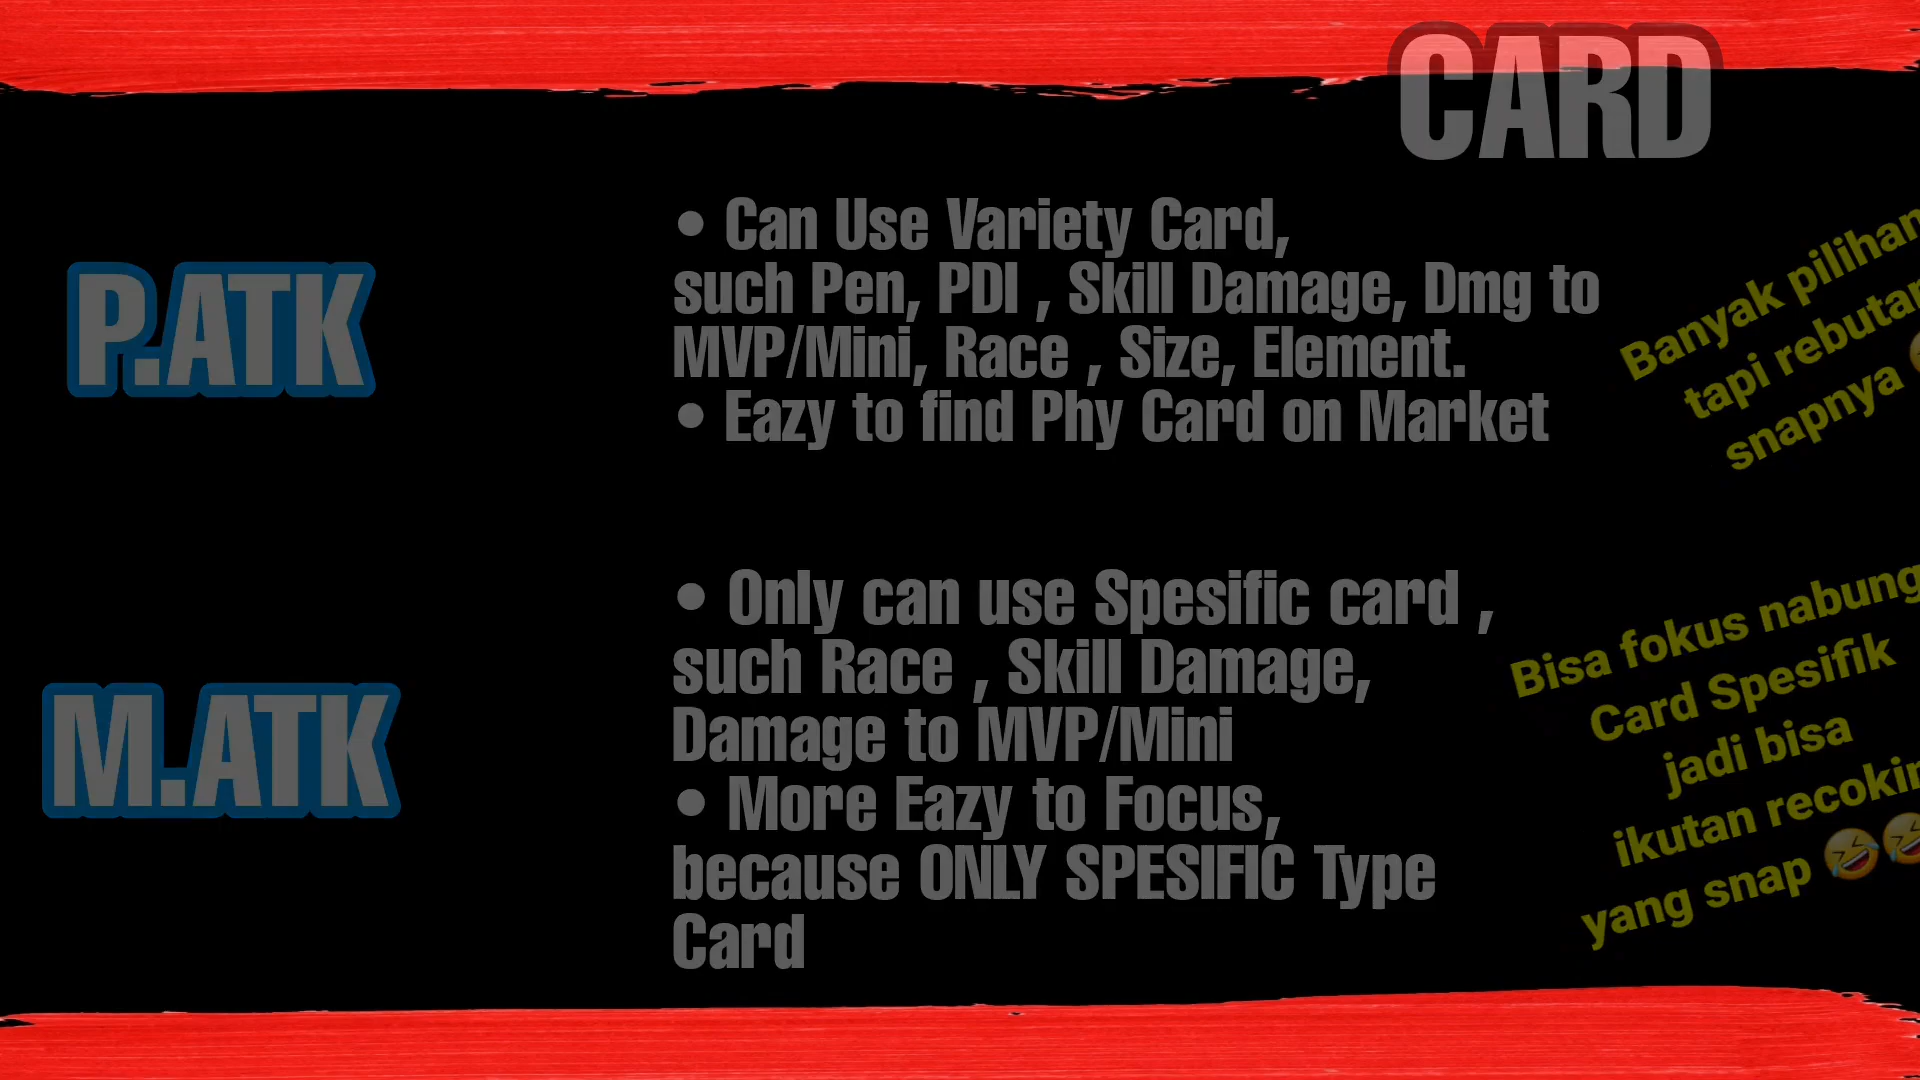 CARD
P.ATK
• Can Use Variety Card,
such Pen, PDI , Skill Damage, Dmg to
MVP/Mini, Race , Size, Element.
• Eazy to find Phy Card on Market
Banyak pilihan
tapi rebutan
snapnya
M.ATK
• Only can use Spesific card ,
such Race , Skill Damage,
Damage to MVP/Mini
• More Eazy to Focus,
because ONLY SPESIFIC Type
Card
Bisa fokus nabung
Card Spesifik
jadi bisa
ikutan recokin
yang snap 🤣🤣